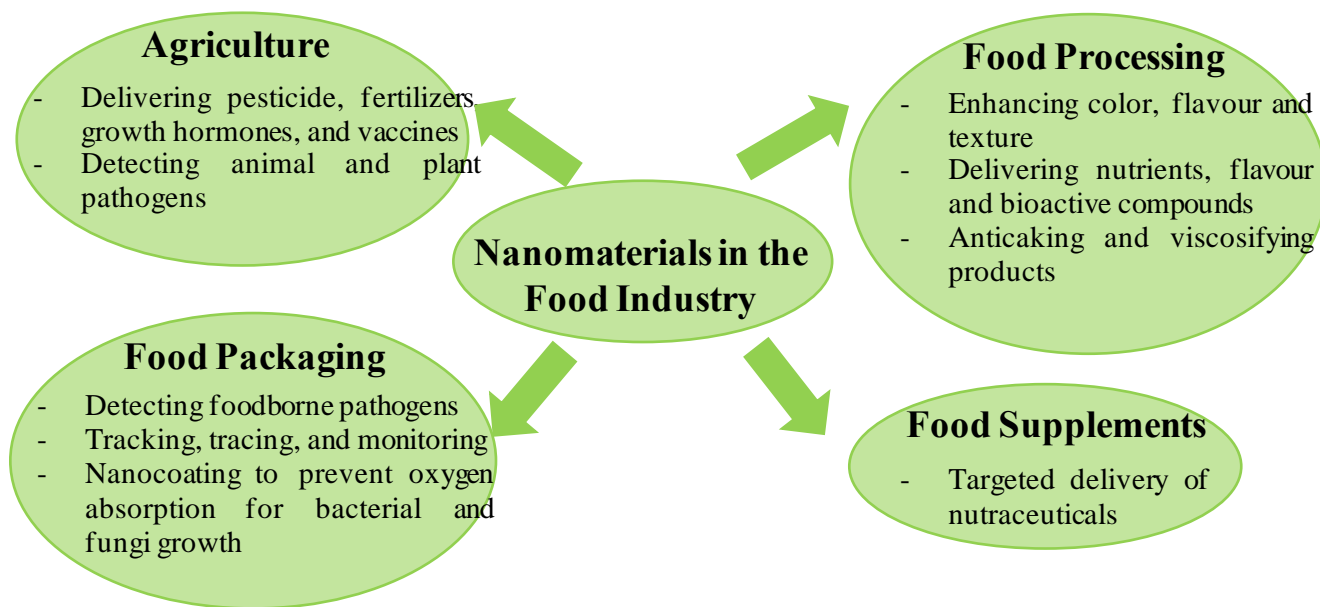 Agriculture
- Delivering pesticide, fertilizers,
growth hormones, and vaccines
- Detecting animal and plant
pathogens
Food Processing
- Enhancing color, flavour and
texture
- Delivering nutrients, flavour
and bioactive compounds
- Anticaking and viscosifying
products
Nanomaterials in the
Food Industry
Food Packaging
- Detecting foodborne pathogens
- Tracking, tracing, and monitoring
- Nanocoating to prevent oxygen
absorption for bacterial and
fungi growth
Food Supplements
- Targeted delivery of
nutraceuticals